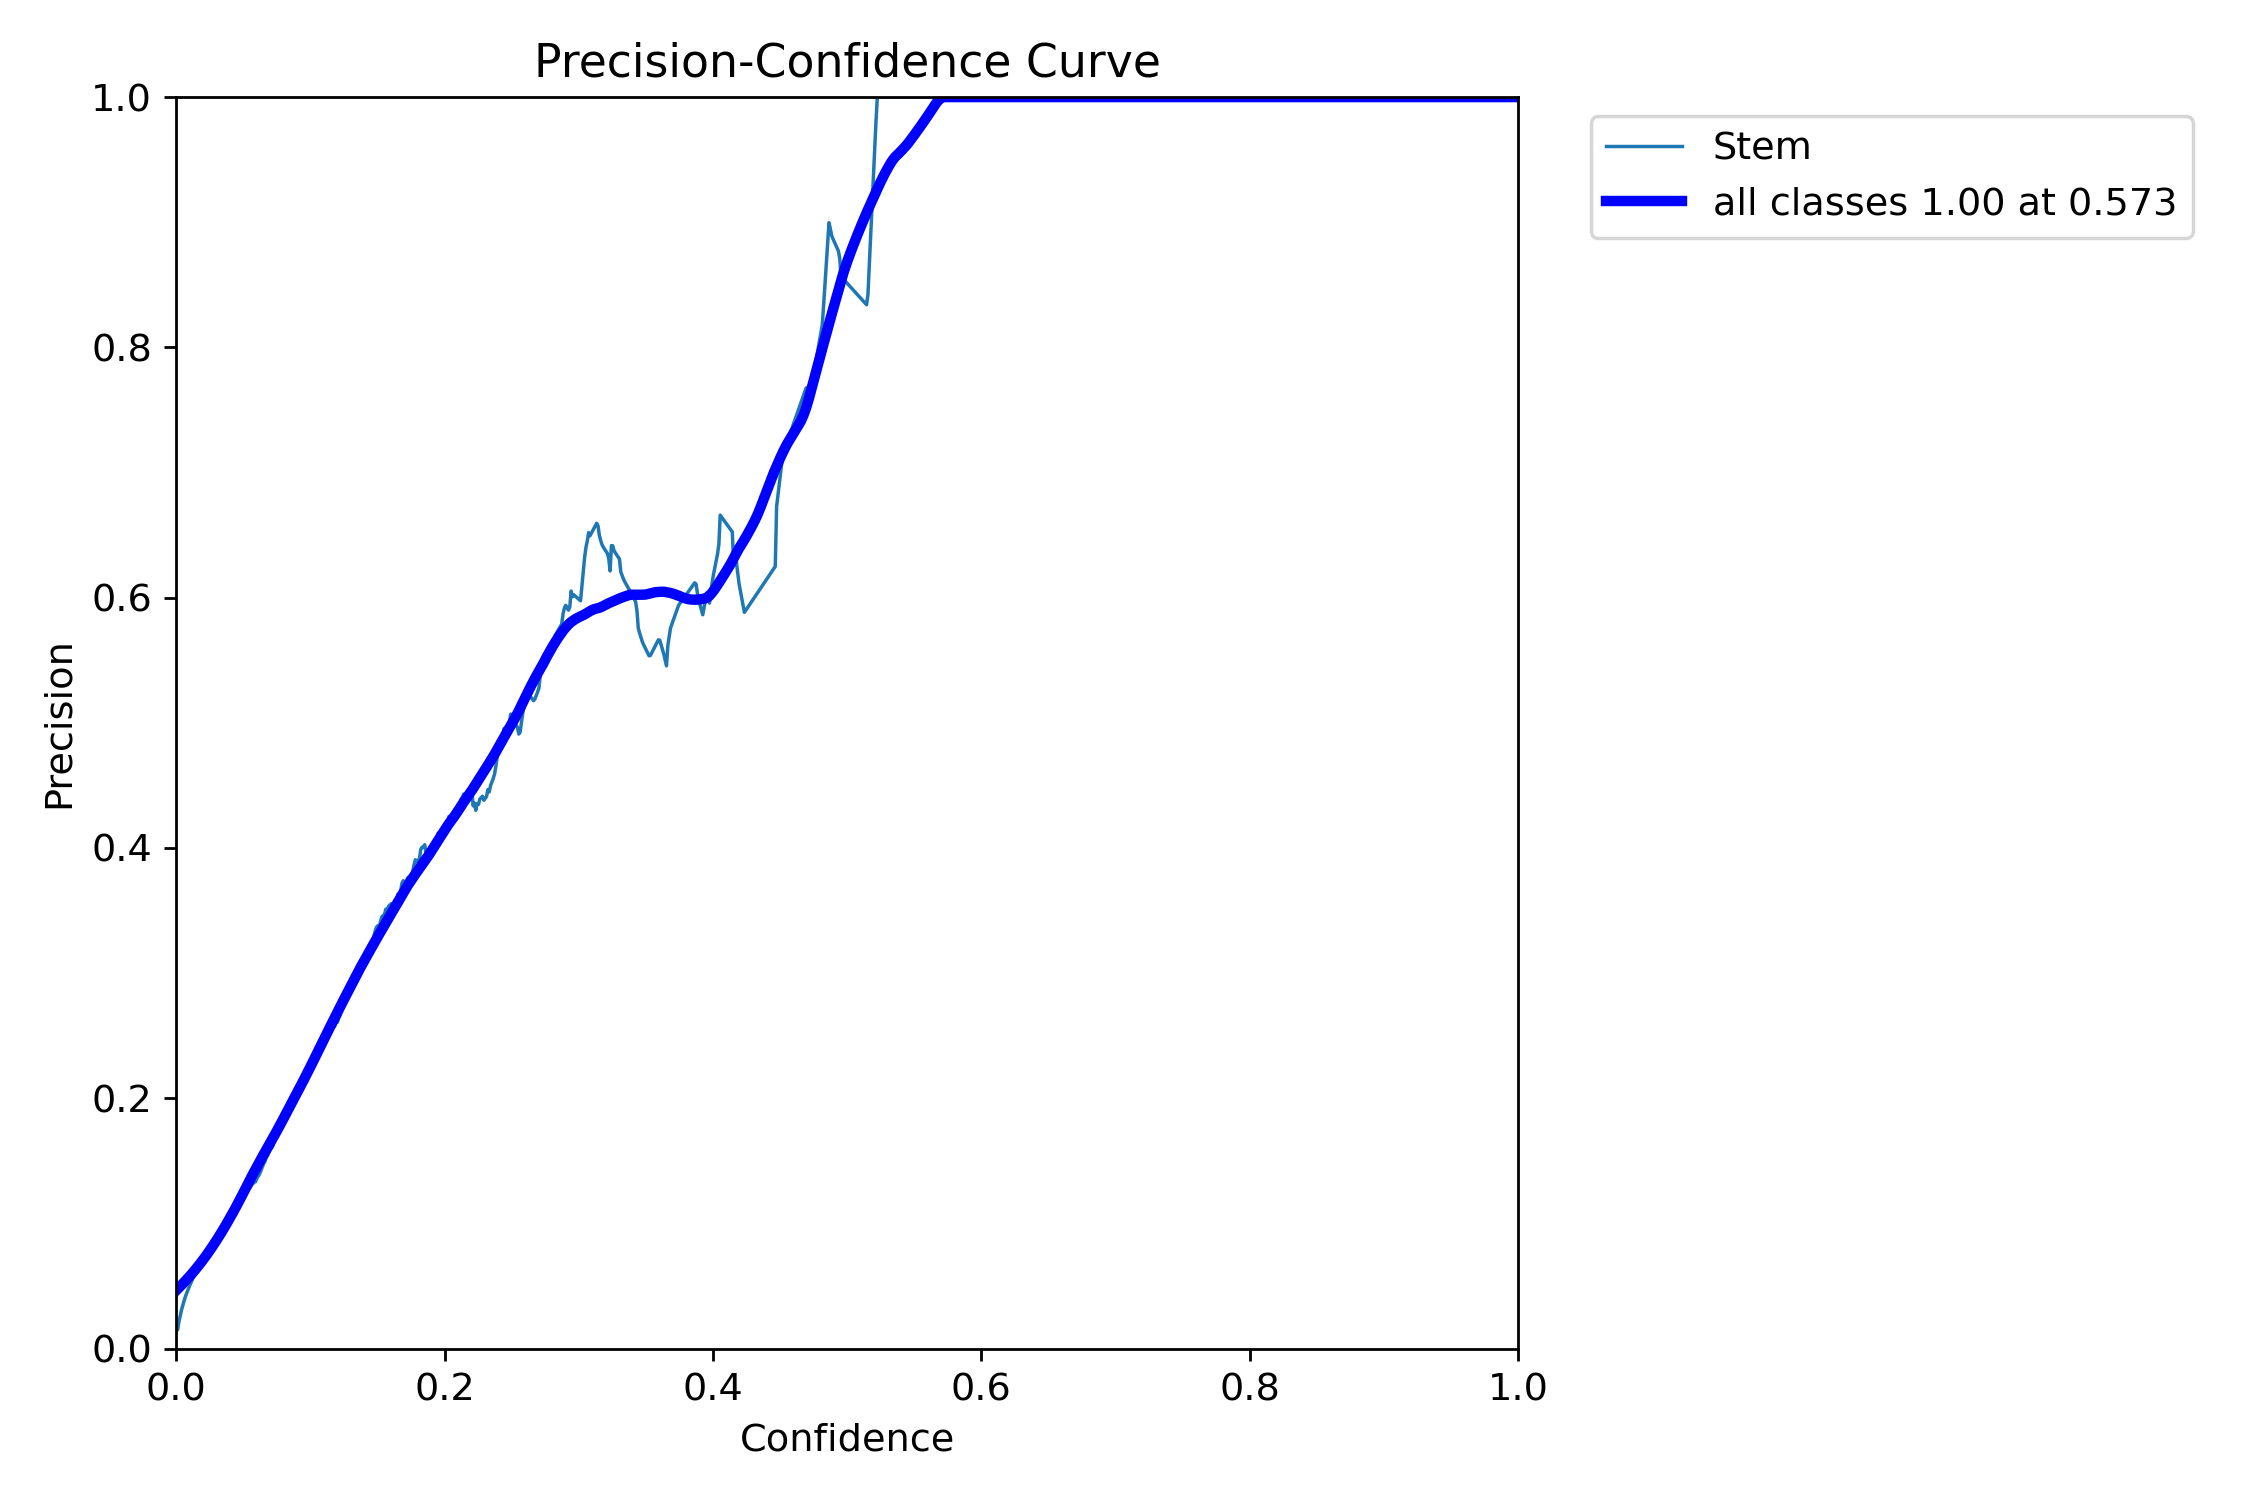 Precision-Confidence Curve
1.0
0.8
0.6
0.4
0.2
0.0
Precision
0.0 0.2 0.4 0.6 0.8 1.0
Confidence
Stem
all classes 1.00 at 0.573